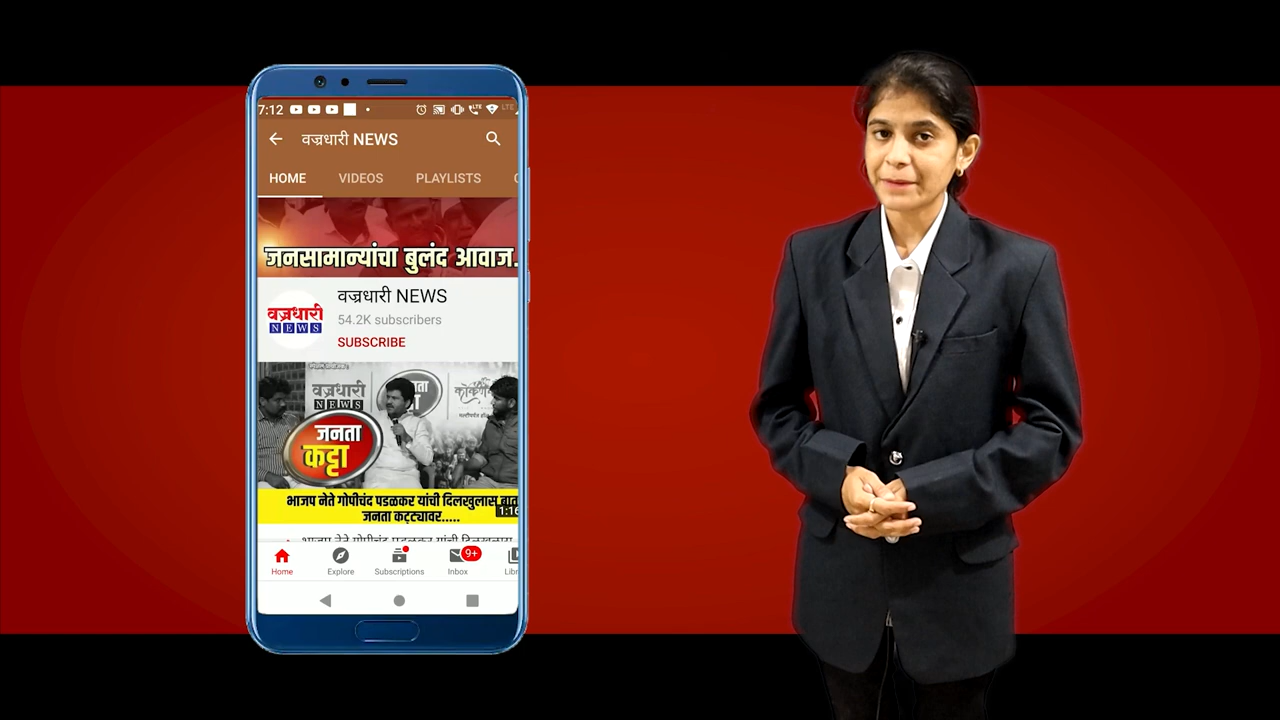 7:12 LTE LTE
वज्रधारी NEWS
HOME VIDEOS PLAYLISTS
जनसामान्यांचा बुलंद आवाज.
वज्रधारी NEWS
वज्रधारी
NEWS
54.2K subscribers
SUBSCRIBE
वज्रधारी
NEWS
जनता
कट्टा
भाजप नेते गोपीचंद पडळकर यांची दिलखुलास
1:16
जनता कट्ट्यावर.....
Home Explore Subscriptions Inbox 9+